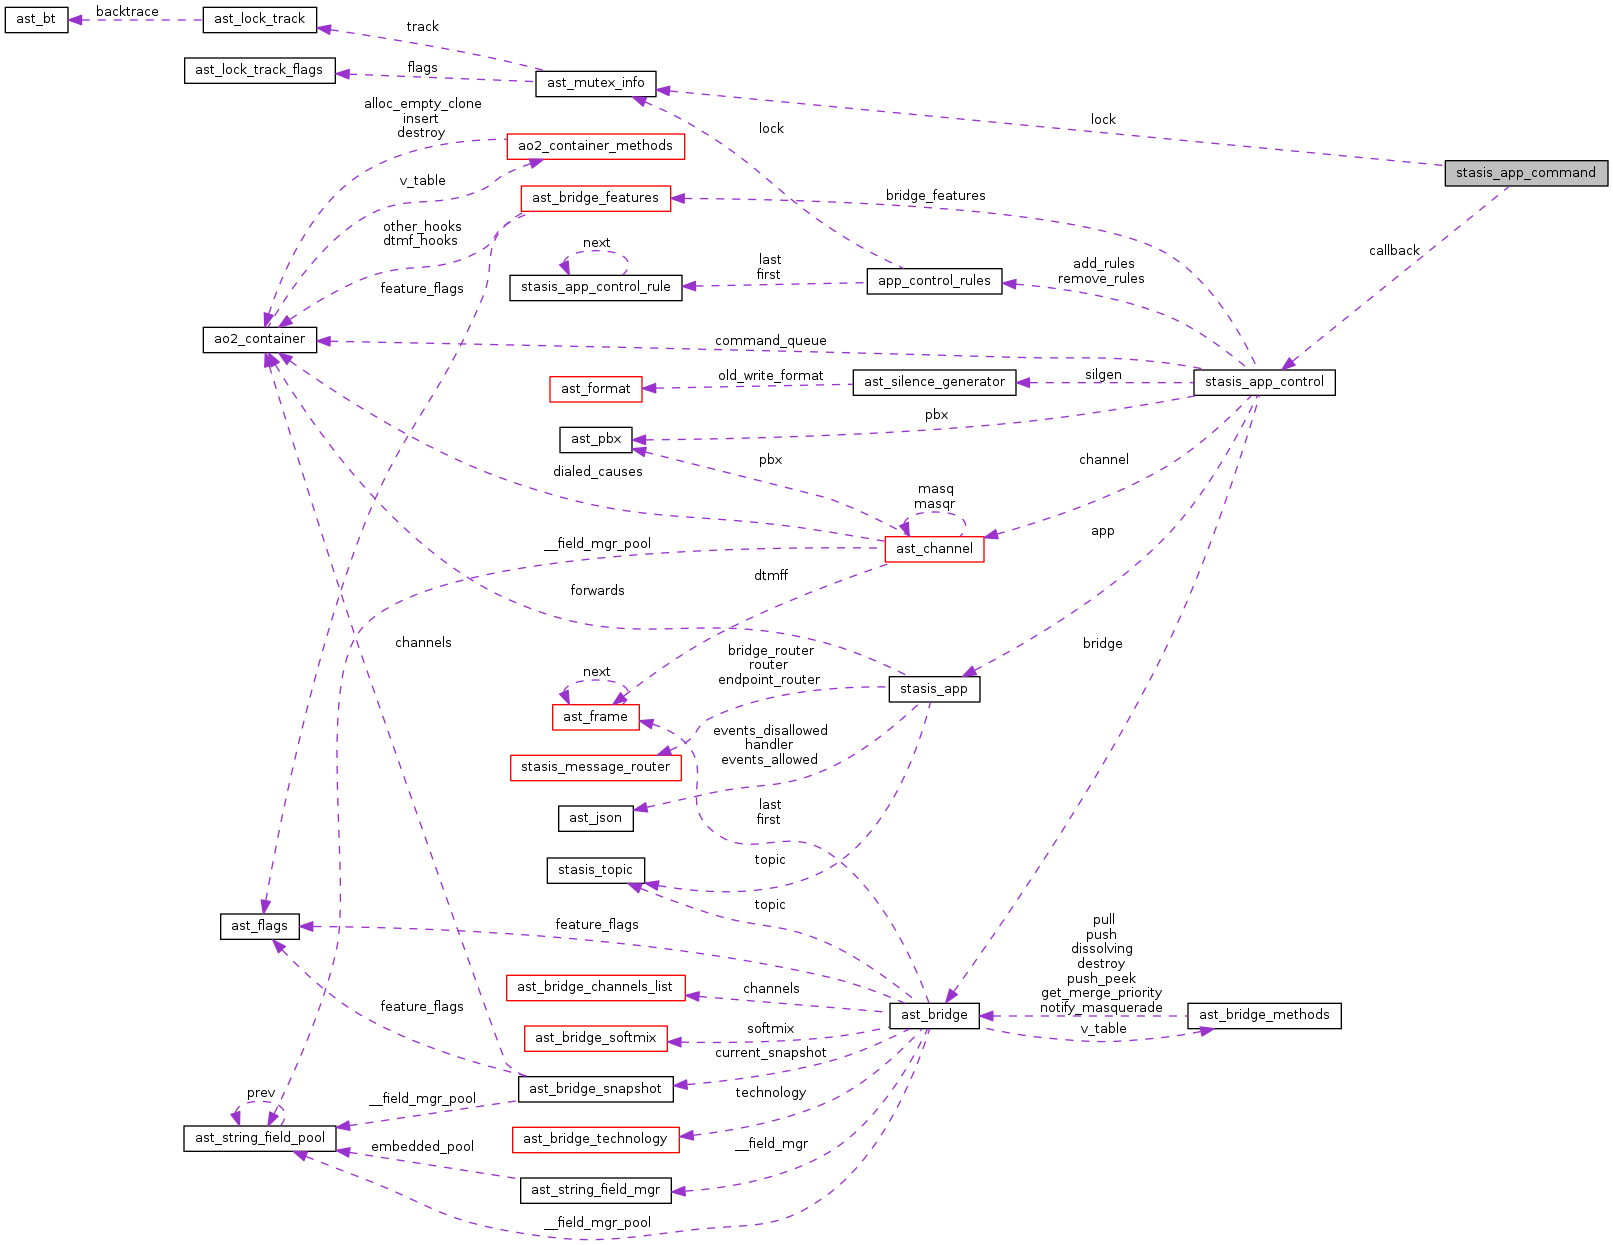 ast_bt
backtrace
ast_lock_track
track
ast_lock_track_flags
flags
ast_mutex_info
alloc_empty_clone
insert
destroy
lock
lock
ao2_container_methods
stasis_app_command
v_table
ast_bridge_features
bridge_features
other_hooks
dtmf_hooks
next
last
first
callback
add_rules
remove_rules
stasis_app_control_rule
app_control_rules
feature_flags
ao2_container
command_queue
old_write_format
ast_silence_generator
silgen
stasis_app_control
ast_format
pbx
ast_pbx
pbx
channel
dialed_causes
masq
masqr
app
__field_mgr_pool
ast_channel
dtmff
forwards
channels
bridge
bridge_router
router
endpoint_router
next
stasis_app
ast_frame
events_disallowed
handler
events_allowed
stasis_message_router
last
first
ast_json
topic
stasis_topic
topic
ast_flags
feature_flags
pull
push
dissolving
destroy
push_peek
get_merge_priority
notify_masquerade
ast_bridge_channels_list
channels
feature_flags
ast_bridge
ast_bridge_methods
softmix
v_table
ast_bridge_softmix
current_snapshot
ast_bridge_snapshot
prev
__field_mgr_pool
technology
ast_string_field_pool
ast_bridge_technology
embedded_pool
__field_mgr
ast_string_field_mgr
__field_mgr_pool